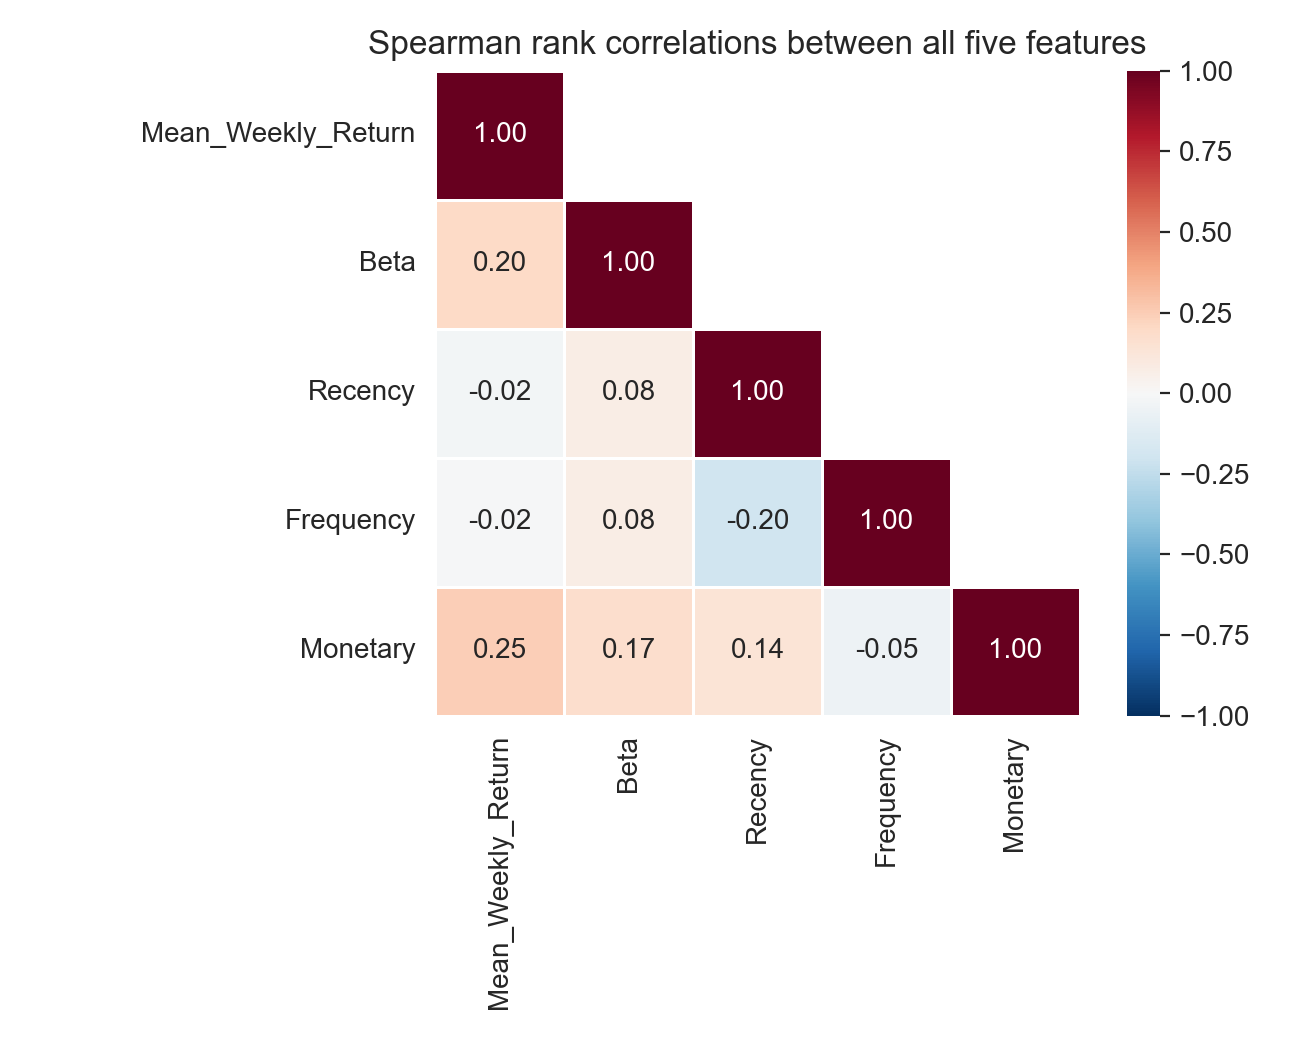 Spearman rank correlations between all five features
Mean_Weekly_Return 1.00
Beta 0.20 1.00
Recency -0.02 0.08 1.00
Frequency -0.02 0.08 -0.20 1.00
Monetary 0.25 0.17 0.14 -0.05 1.00
Mean_Weekly_Return
Beta
Recency
Frequency
Monetary
1.00
0.75
0.50
0.25
0.00
−0.25
−0.50
−0.75
−1.00